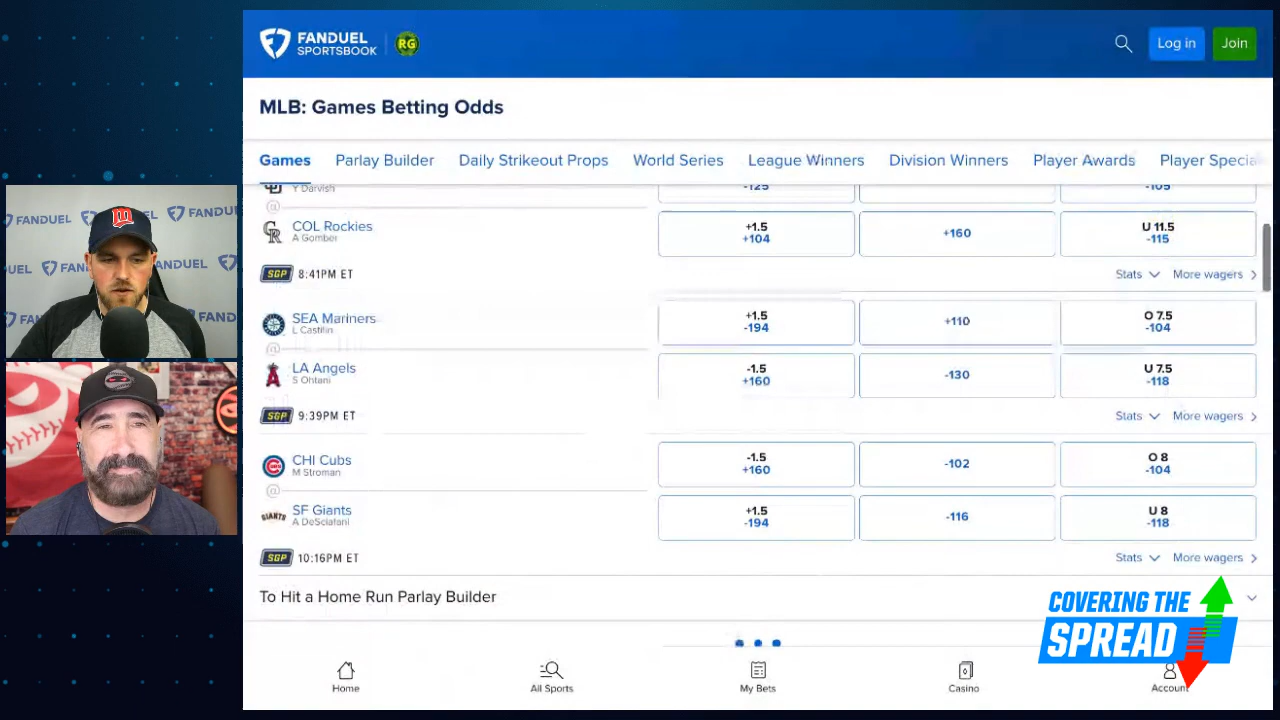 FANDUEL
SPORTSBOOK
RG
Log in
Join
MLB: Games Betting Odds
Games Parlay Builder Daily Strikeout Props World Series League Winners Division Winners Player Awards Player Specia
Y Darvish
-125
-105
@
COL Rockies
A Gomber
+1.5
+104
+160
U 11.5
-115
SGP 8:41PM ET
Stats More wagers
SEA Mariners
L Castillo
+1.5
-194
+110
O 7.5
-104
@
LA Angels
S Ohtani
-1.5
+160
-130
U 7.5
-118
SGP 9:39PM ET
Stats More wagers
CHI Cubs
M Stroman
-1.5
+160
-102
O 8
-104
@
SF Giants
A DeSclafani
GIANTS
+1.5
-194
-116
U 8
-118
SGP 10:16PM ET
Stats More wagers
To Hit a Home Run Parlay Builder
Home
All Sports
My Bets
Casino
Account
COVERING THE
SPREAD
FANDUEL
FANDUEL